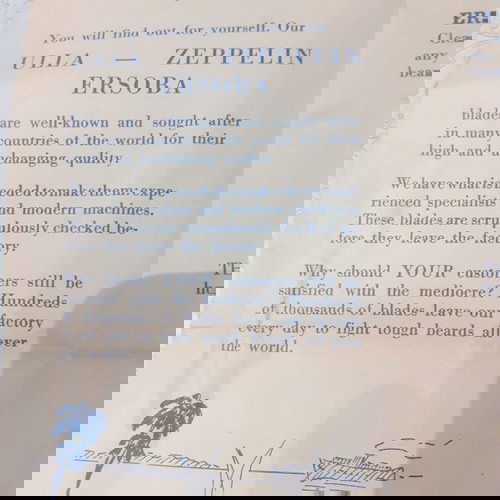 You will find out for yourself. Our
ULLA — ZEPPELIN
ERSOBA
blades are well-known and sought after
in many countries of the world for their
high and unchanging quality
We have what is needed to make them: expe-
rienced specialists and modern machines.
These blades are scrupulously checked be-
fore they leave the factory
Why should YOUR customers still be
satisfied with the mediocre? Hundreds
of thousands of blades leave our factory
every day to fight tough beards all over
the world.
any